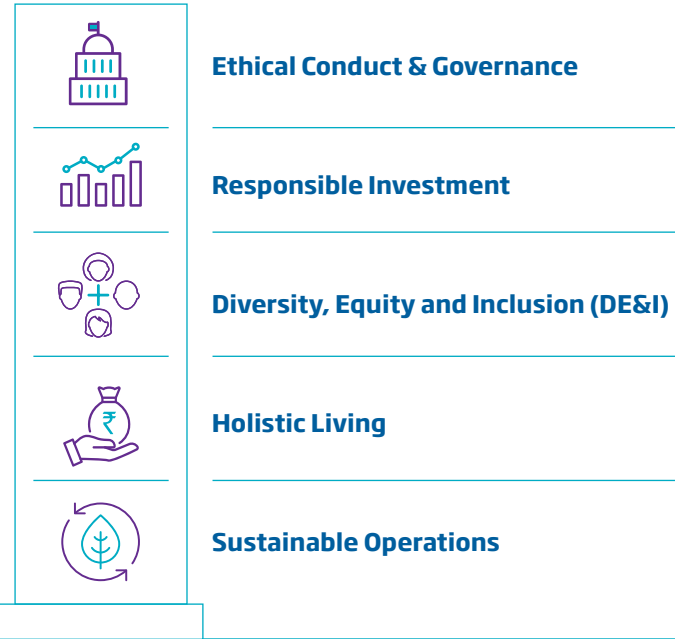 Ethical Conduct & Governance
Responsible Investment
Diversity, Equity and Inclusion (DE&I)
₹
Holistic Living
Sustainable Operations